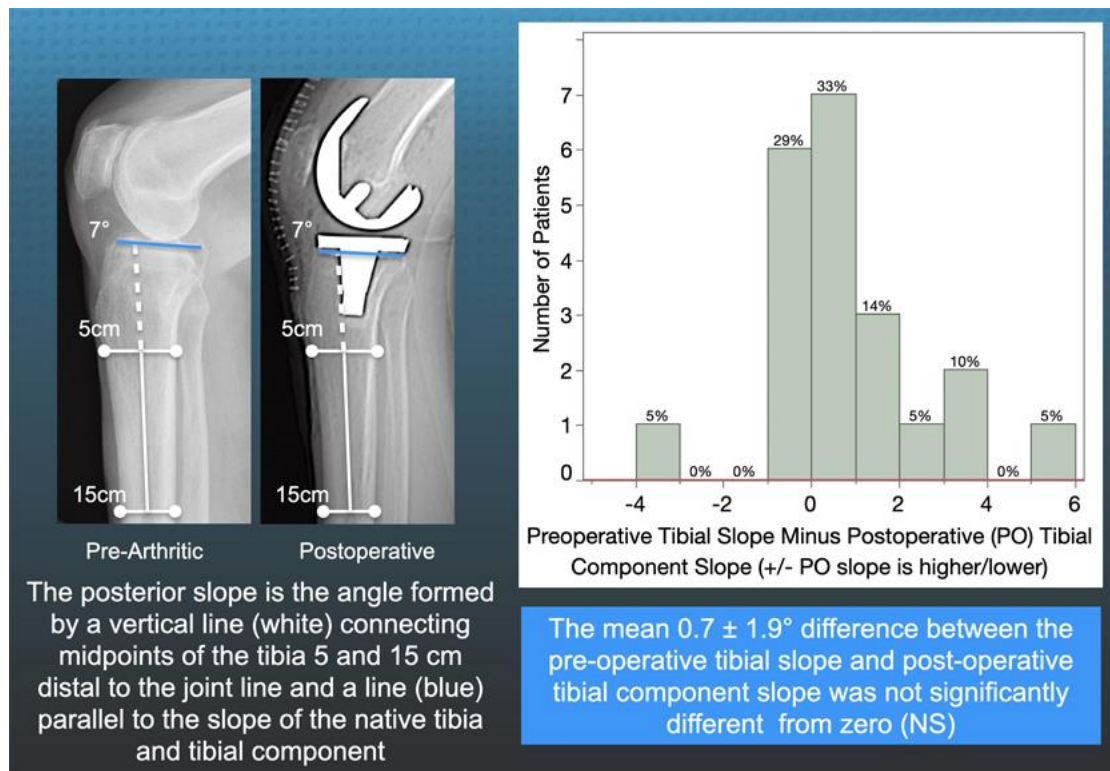 7°
5cm
15cm
Pre-Arthritic
7°
5cm
15cm
Postoperative
The posterior slope is the angle formed
by a vertical line (white) connecting
midpoints of the tibia 5 and 15 cm
distal to the joint line and a line (blue)
parallel to the slope of the native tibia
and tibial component
Number of Patients
7
6
5
4
3
2
1
0
5%
0%
0%
29%
33%
14%
5%
10%
0%
5%
-4
-2
0
2
4
6
Preoperative Tibial Slope Minus Postoperative (PO) Tibial
Component Slope (+/- PO slope is higher/lower)
The mean 0.7 ± 1.9° difference between the
pre-operative tibial slope and post-operative
tibial component slope was not significantly
different from zero (NS)